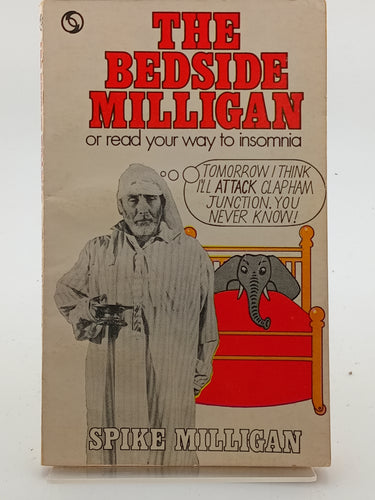 THE
BEDSIDE
MILLIGAN
or read your way to insomnia
TOMORROW I THINK
I'LL ATTACK CLAPHAM
JUNCTION. YOU
NEVER KNOW!
SPIKE MILLIGAN